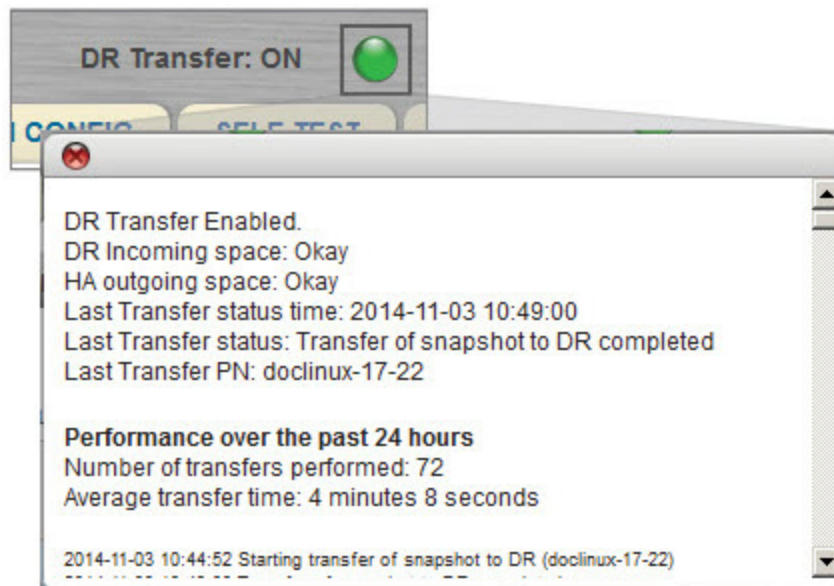 DR Transfer: ON
CONFIG SELF TEST
DR Transfer Enabled.
DR Incoming space: Okay
HA outgoing space: Okay
Last Transfer status time: 2014-11-03 10:49:00
Last Transfer status: Transfer of snapshot to DR completed
Last Transfer PN: doclinux-17-22
Performance over the past 24 hours
Number of transfers performed: 72
Average transfer time: 4 minutes 8 seconds
2014-11-03 10:44:52 Starting transfer of snapshot to DR (doclinux-17-22)